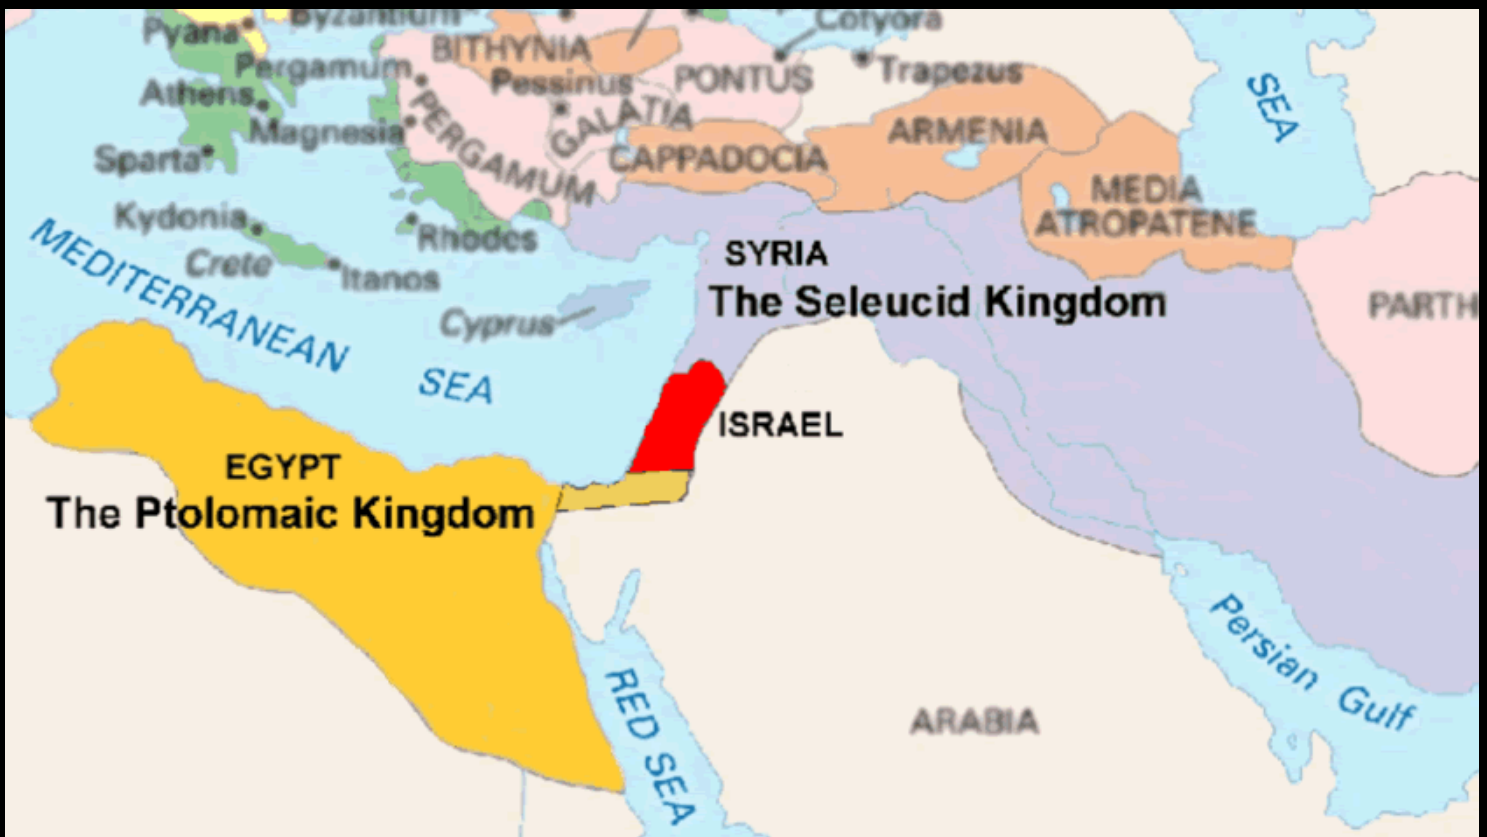 Byzantium
Cotyora
Pyana
BITHYNIA
Pergamum
Pessinus
PONTUS
Trapezus
SEA
Athens
Magnesia
PERGAMUM
GALATIA
ARMENIA
Sparta
CAPPADOCIA
MEDIA
ATROPATENE
Kydonia
Rhodes
Crete
Itanos
MEDITERRANEAN
SEA
SYRIA
The Seleucid Kingdom
PARTH
Cyprus
ISRAEL
EGYPT
The Ptolomaic Kingdom
Persian Gulf
RED SEA
ARABIA